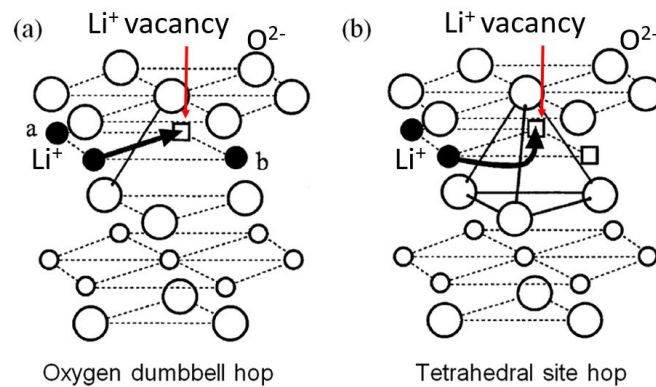 (a) Li⁺ vacancy O²⁻
a
Li⁺
b
Oxygen dumbbell hop
(b) Li⁺ vacancy O²⁻
Li⁺
Tetrahedral site hop